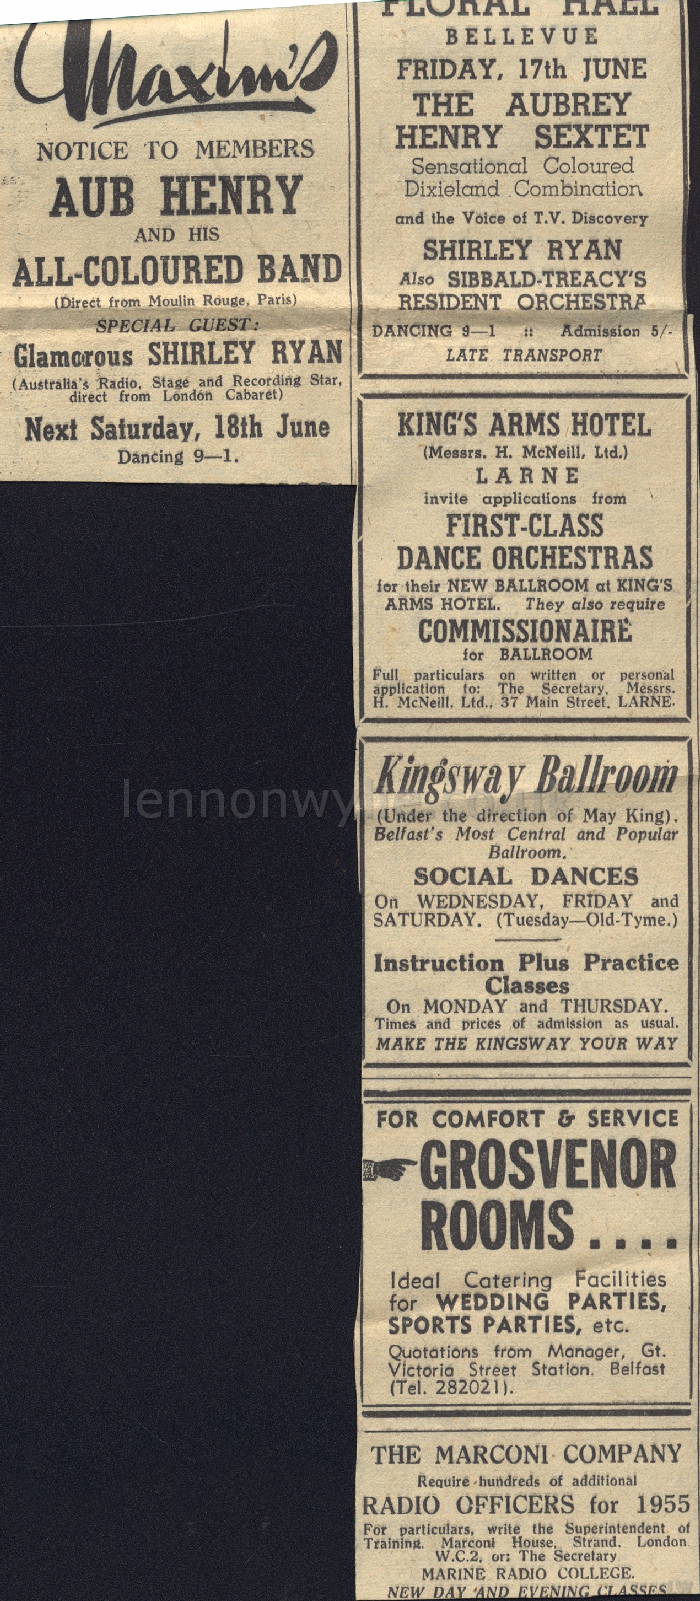 Maxim's
NOTICE TO MEMBERS
AUB HENRY
AND HIS
ALL-COLOURED BAND
(Direct from Moulin Rouge, Paris)
SPECIAL GUEST:
Glamorous SHIRLEY RYAN
(Australia's Radio, Stage and Recording Star,
direct from London Cabaret)
Next Saturday, 18th June
Dancing 9—1.
FLORAL HALL
BELLEVUE
FRIDAY, 17th JUNE
THE AUBREY
HENRY SEXTET
Sensational Coloured
Dixieland Combination
and the Voice of T.V. Discovery
SHIRLEY RYAN
Also SIBBALD-TREACY'S
RESIDENT ORCHESTRA
DANCING 9—1 :: Admission 5/-
LATE TRANSPORT
KING'S ARMS HOTEL
(Messrs. H. McNeill, Ltd.)
LARNE
invite applications from
FIRST-CLASS
DANCE ORCHESTRAS
for their NEW BALLROOM at KING'S
ARMS HOTEL. They also require
COMMISSIONAIRE
for BALLROOM
Full particulars on written or personal
application to: The Secretary, Messrs.
H. McNeill, Ltd., 37 Main Street, LARNE.
Kingsway Ballroom
(Under the direction of May King).
Belfast's Most Central and Popular
Ballroom.
SOCIAL DANCES
On WEDNESDAY, FRIDAY and
SATURDAY. (Tuesday—Old-Tyme.)
Instruction Plus Practice
Classes
On MONDAY and THURSDAY.
Times and prices of admission as usual.
MAKE THE KINGSWAY YOUR WAY
FOR COMFORT & SERVICE
GROSVENOR
ROOMS....
Ideal Catering Facilities
for WEDDING PARTIES,
SPORTS PARTIES, etc.
Quotations from Manager, Gt.
Victoria Street Station, Belfast
(Tel. 282021).
THE MARCONI COMPANY
Require hundreds of additional
RADIO OFFICERS for 1955
For particulars, write the Superintendent of
Training, Marconi House, Strand, London
W.C.2, or: The Secretary
MARINE RADIO COLLEGE.
NEW DAY AND EVENING CLASSES